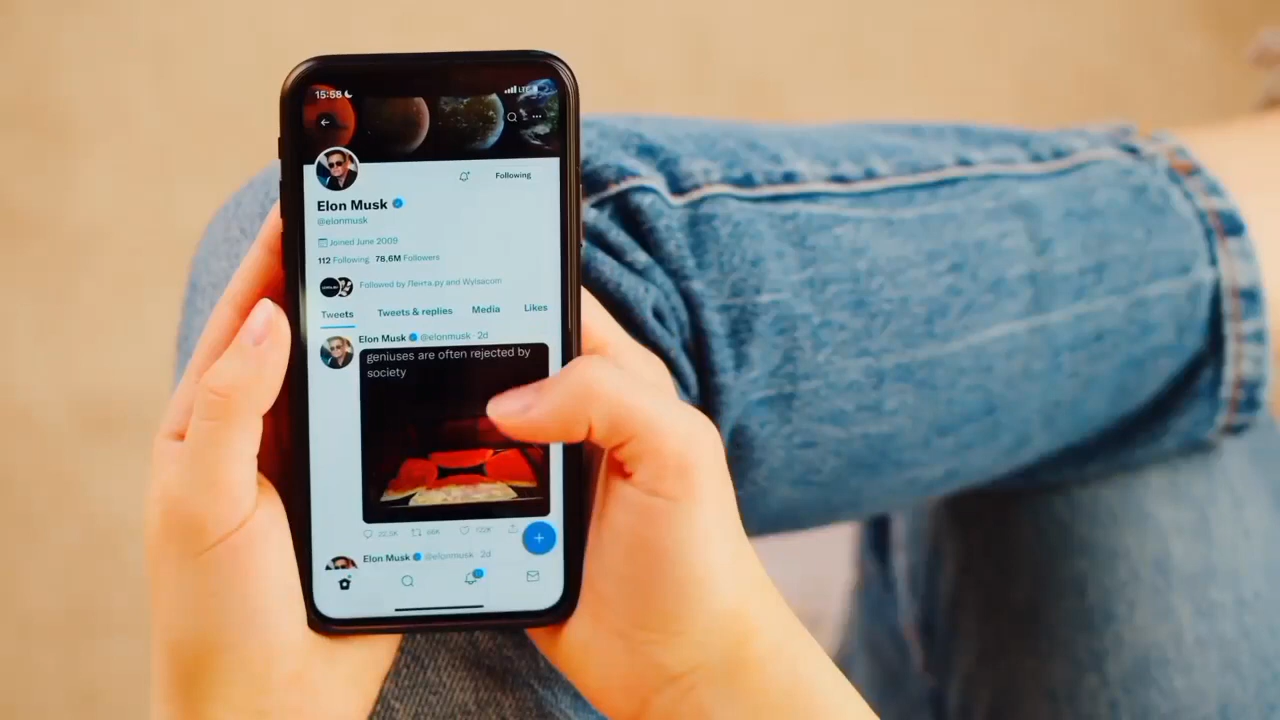 15:58
LTE
Following
Elon Musk
@elonmusk
Joined June 2009
112 Following 78,6M Followers
Followed by Лента.ру and Wylsacom
Tweets Tweets & replies Media Likes
Elon Musk @elonmusk · 2d
geniuses are often rejected by
society
Elon Musk @elonmusk · 2d